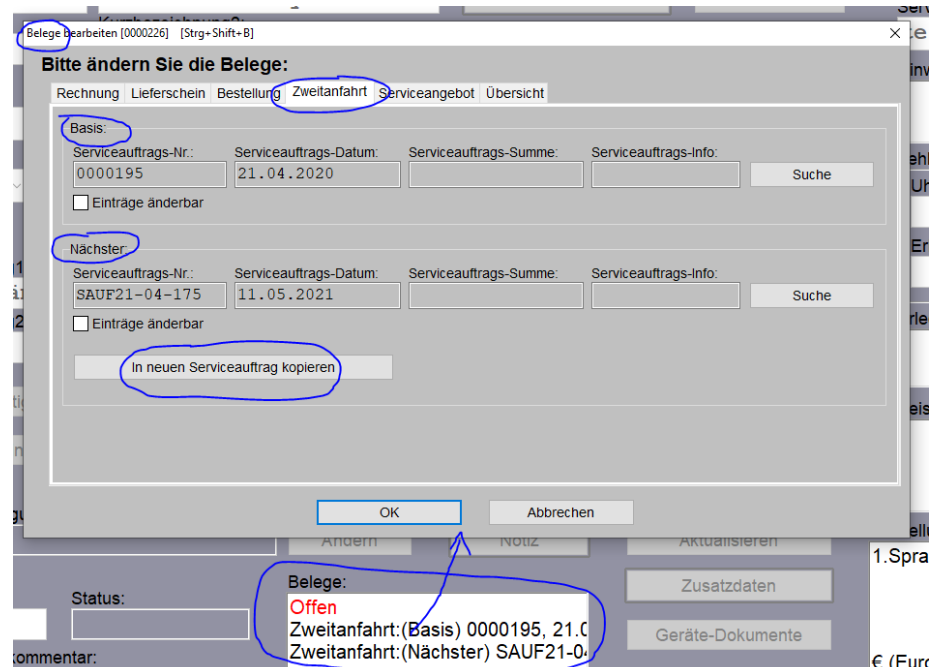 Belege bearbeiten [0000226] [Strg+Shift+B]
Bitte ändern Sie die Belege:
Rechnung Lieferschein Bestellung Zweitanfahrt Serviceangebot Übersicht
Basis:
Serviceauftrags-Nr.: Serviceauftrags-Datum: Serviceauftrags-Summe: Serviceauftrags-Info:
0000195 21.04.2020 Suche
Einträge änderbar
Nächster:
Serviceauftrags-Nr.: Serviceauftrags-Datum: Serviceauftrags-Summe: Serviceauftrags-Info:
SAUF21-04-175 11.05.2021 Suche
Einträge änderbar
In neuen Serviceauftrag kopieren
OK Abbrechen
Ändern Notiz Aktualisieren
1.Spra
Belege:
Zusatzdaten
Status:
Offen
Zweitanfahrt:(Basis) 0000195, 21.0
Geräte-Dokumente
Zweitanfahrt:(Nächster) SAUF21-04
kommentar:
€ (Euro